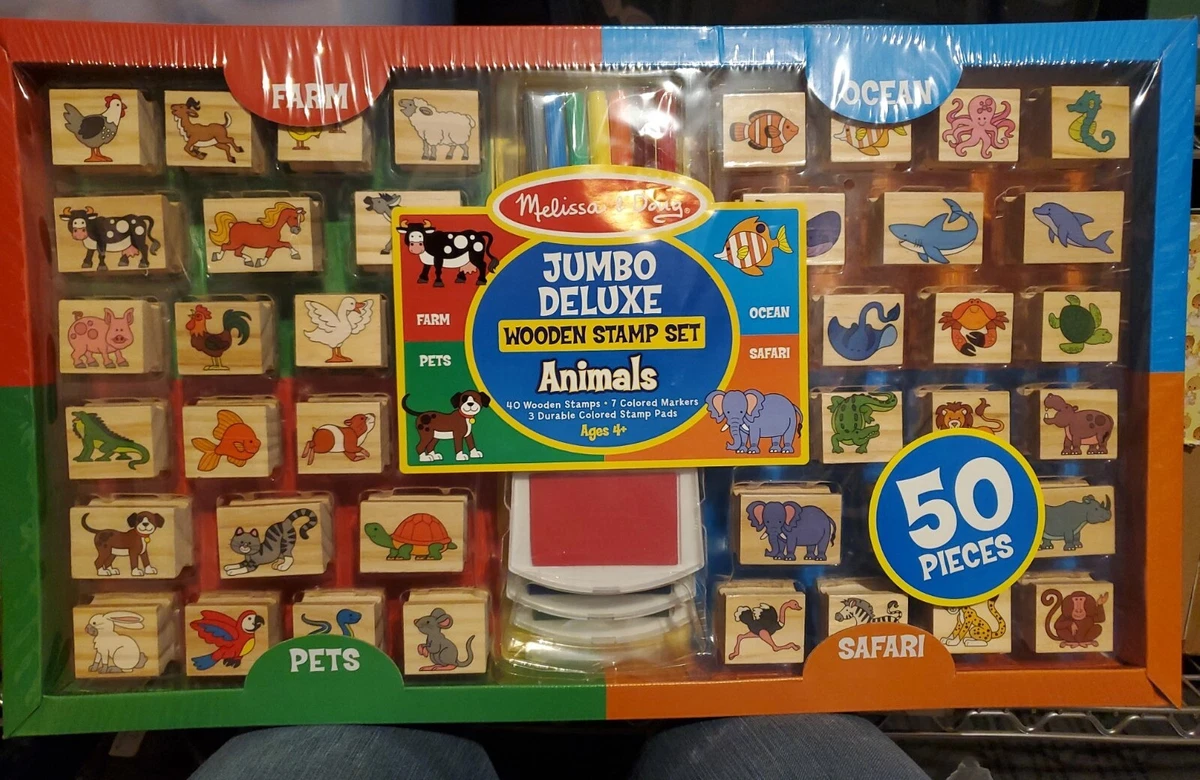 FARM
OCEAN
Melissa & Doug®
JUMBO
DELUXE
WOODEN STAMP SET
Animals
40 Wooden Stamps • 7 Colored Markers
3 Durable Colored Stamp Pads
Ages 4+
FARM
PETS
OCEAN
SAFARI
50
PIECES
PETS
SAFARI